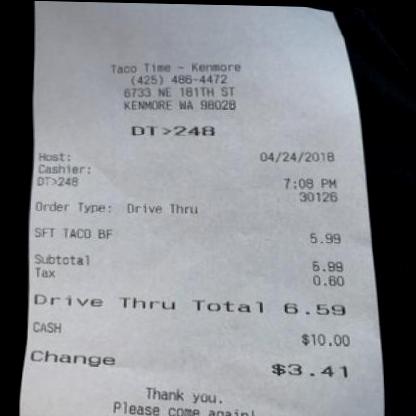 Taco Time - Kenmore
(425) 486-4472
6733 NE 181TH ST
KENMORE WA 98028
DT>248
Host: 04/24/2018
Cashier:
DT>248 7:08 PM
30126
Order Type: Drive Thru
SFT TACO BF 5.99
Subtotal 5.99
Tax 0.60
Drive Thru Total 6.59
CASH $10.00
Change $3.41
Thank you.
Please come again!